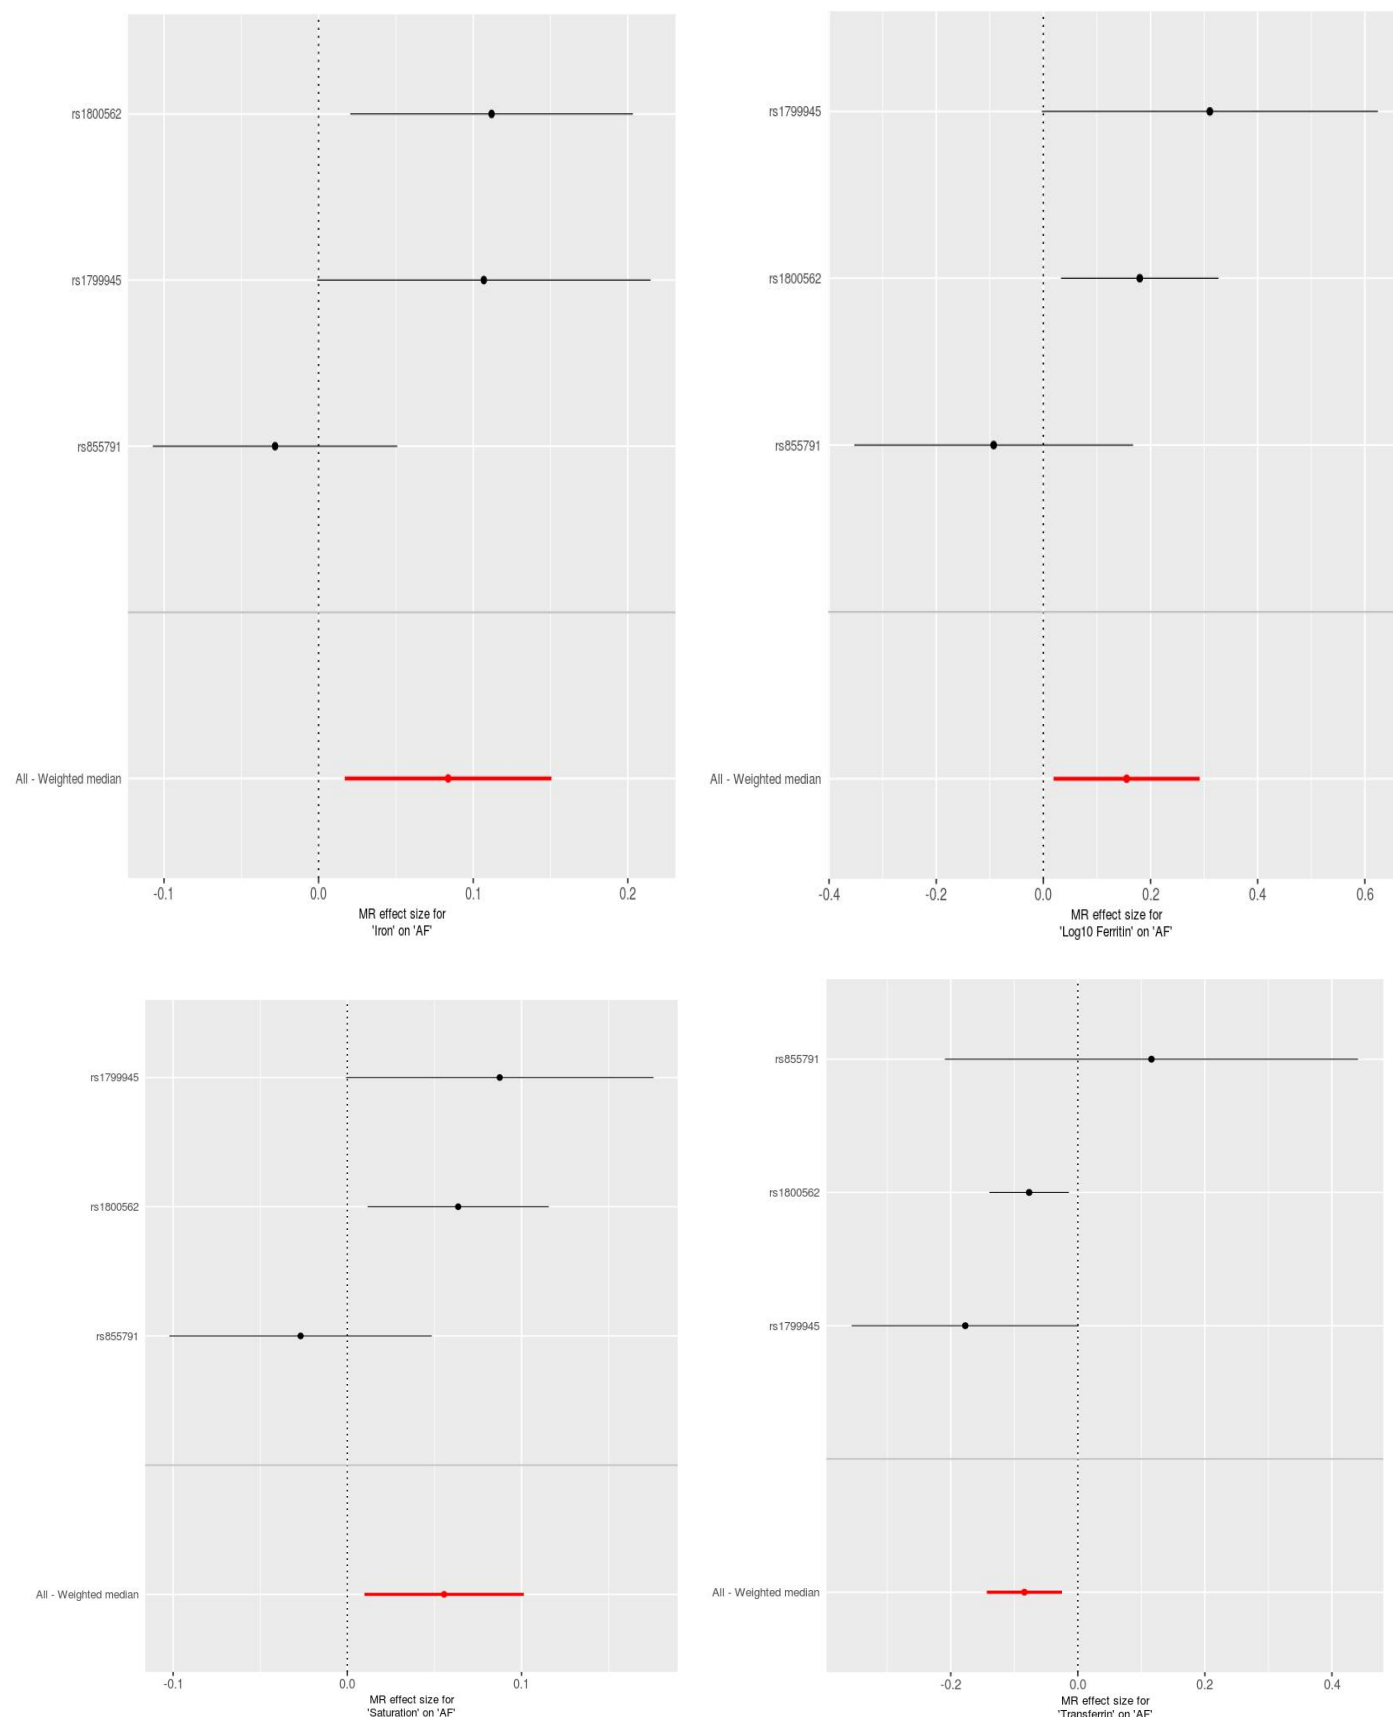 rs1800562
rs1799945
rs855791
All - Weighted median
-0.1 0.0 0.1 0.2
MR effect size for
'Iron' on 'AF'
rs1799945
rs1800562
rs855791
All - Weighted median
-0.4 -0.2 0.0 0.2 0.4 0.6
MR effect size for
'Log10 Ferritin' on 'AF'
rs1799945
rs1800562
rs855791
All - Weighted median
-0.1 0.0 0.1
MR effect size for
'Saturation' on 'AF'
rs855791
rs1800562
rs1799945
All - Weighted median
-0.2 0.0 0.2 0.4
MR effect size for
'Transferrin' on 'AF'